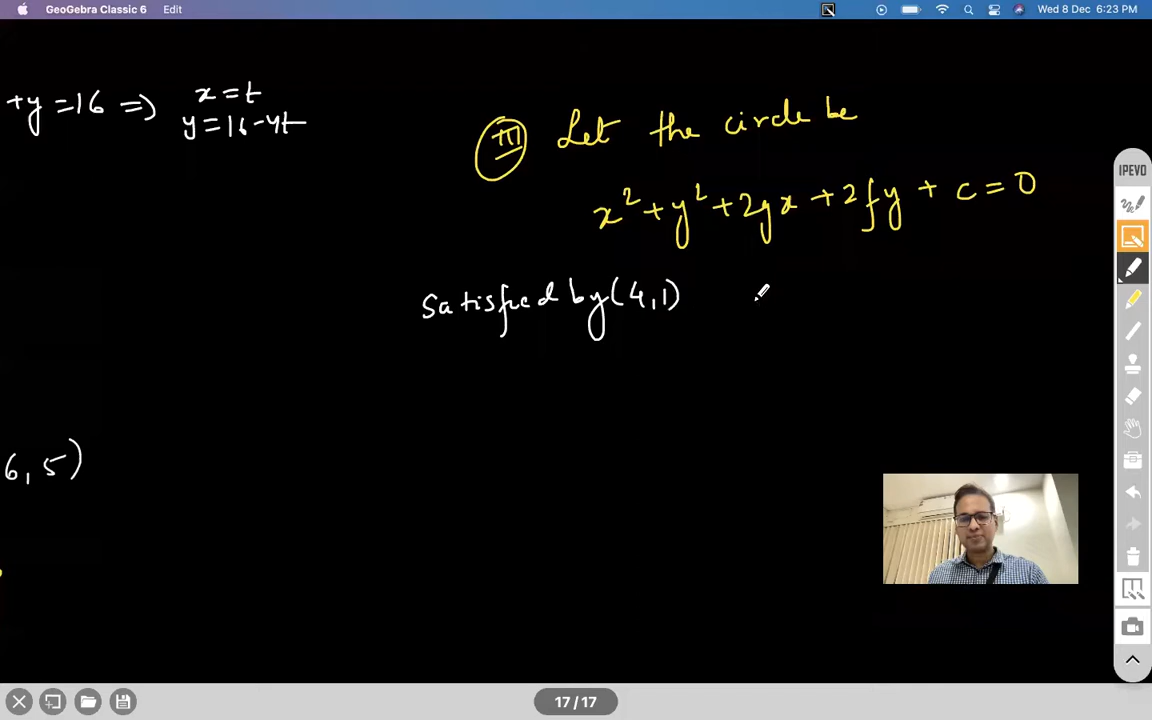 GeoGebra Classic 6 Edit Wed 8 Dec 6:23 PM
+y=16 => x=t
y=16-4t
III Let the circle be
x²+y²+2gx+2fy+c=0
Satisfied by (4,1)
6,5)
IPEVO
17/17